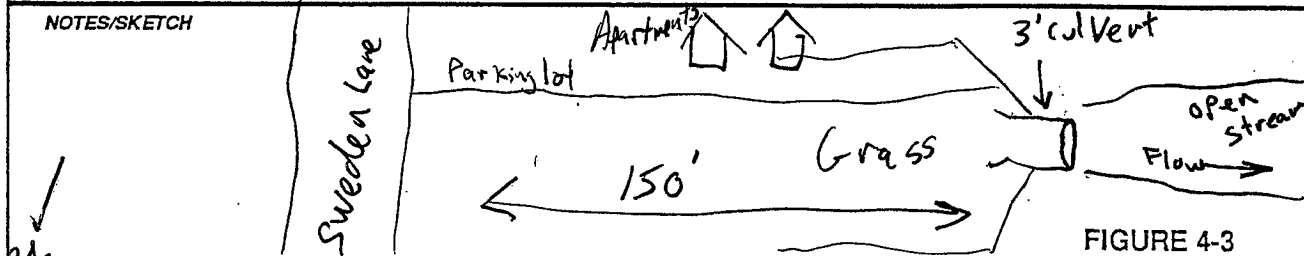 NOTES/SKETCH
Sweden Lane
Apartments
Parking lot
3' culvert
open
stream
Flow
Grass
150'
FIGURE 4-3